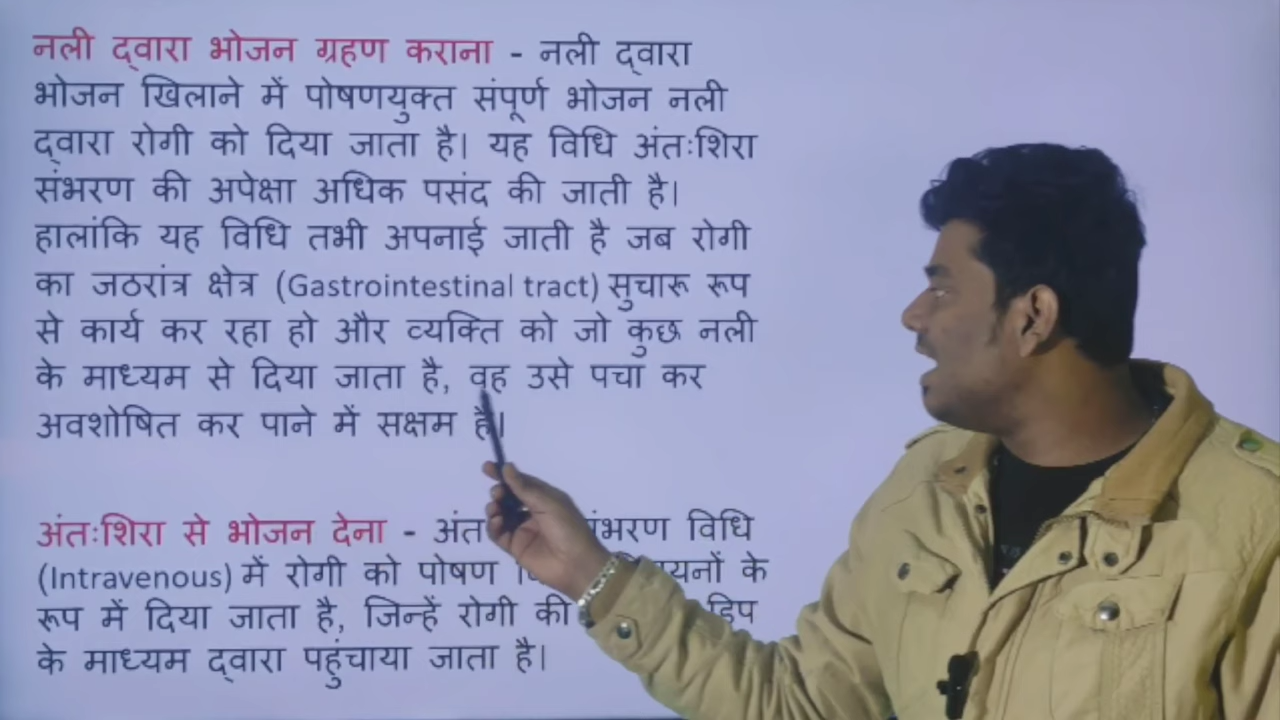 नली द्वारा भोजन ग्रहण कराना - नली द्वारा
भोजन खिलाने में पोषणयुक्त संपूर्ण भोजन नली
द्वारा रोगी को दिया जाता है। यह विधि अंतःशिरा
संभरण की अपेक्षा अधिक पसंद की जाती है।
हालांकि यह विधि तभी अपनाई जाती है जब रोगी
का जठरांत्र क्षेत्र (Gastrointestinal tract) सुचारू रूप
से कार्य कर रहा हो और व्यक्ति को जो कुछ नली
के माध्यम से दिया जाता है, वह उसे पचा कर
अवशोषित कर पाने में सक्षम है।
अंतःशिरा से भोजन देना - संभरण विधि
(Intravenous) में रोगी को पोषण के
रूप में दिया जाता है, जिन्हें रोगी की ड्रिप
के माध्यम द्वारा पहुंचाया जाता है।